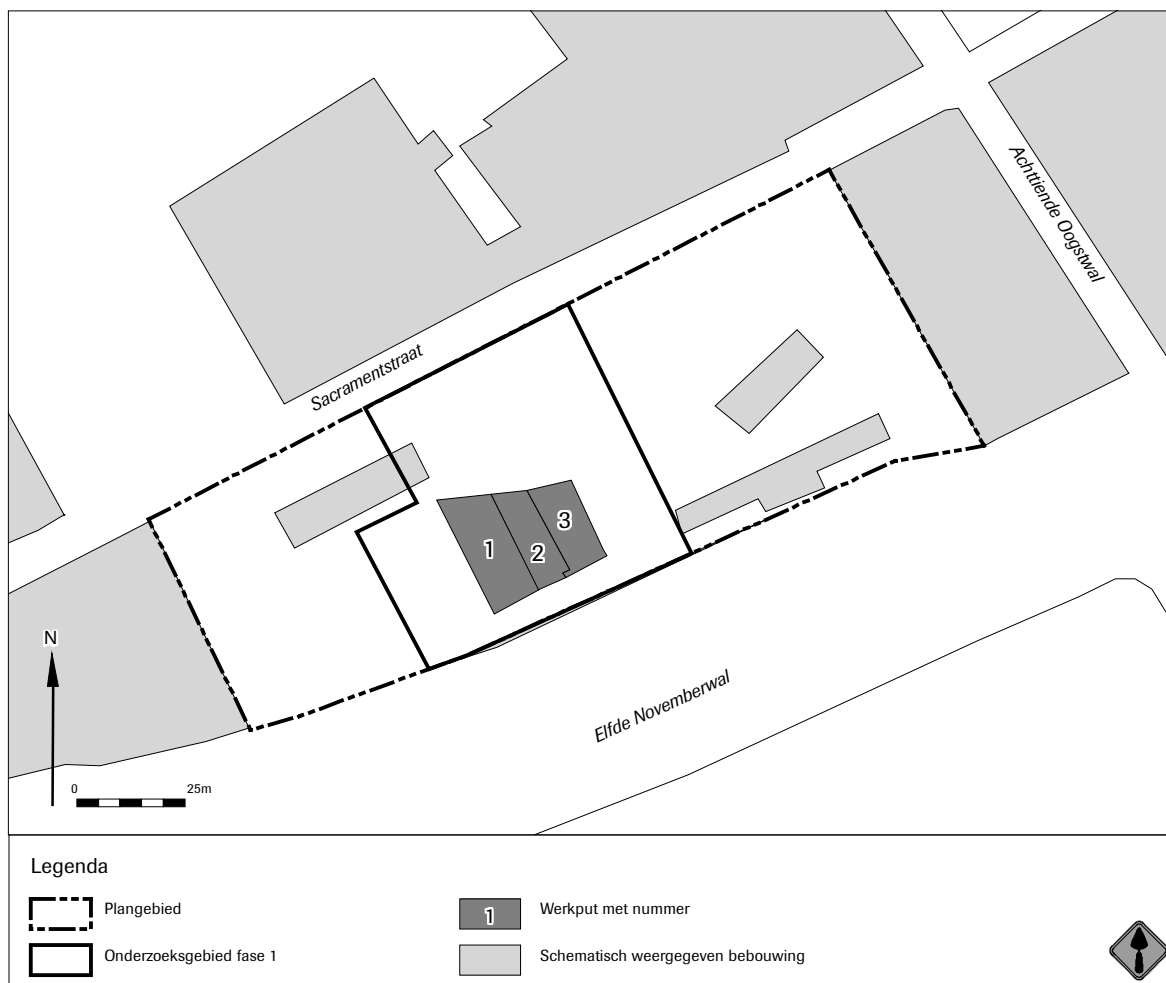 Achttiende Oogstwal
Sacramentstraat
1
2
3
Elfde Novemberwal
N
0 25m
Legenda
Plangebied
1 Werkput met nummer
Onderzoeksgebied fase 1
Schematisch weergegeven bebouwing